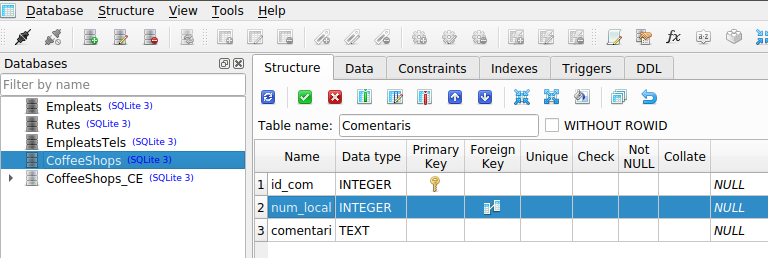 Database Structure View Tools Help
Databases
Filter by name
Empleats (SQLite 3)
Rutes (SQLite 3)
EmpleatsTels (SQLite 3)
CoffeeShops (SQLite 3)
CoffeeShops_CE (SQLite 3)
Structure Data Constraints Indexes Triggers DDL
Table name: Comentaris WITHOUT ROWID
Name Data type Primary Key Foreign Key Unique Check Not NULL Collate
1 id_com INTEGER NULL
2 num_local INTEGER NULL
3 comentari TEXT NULL